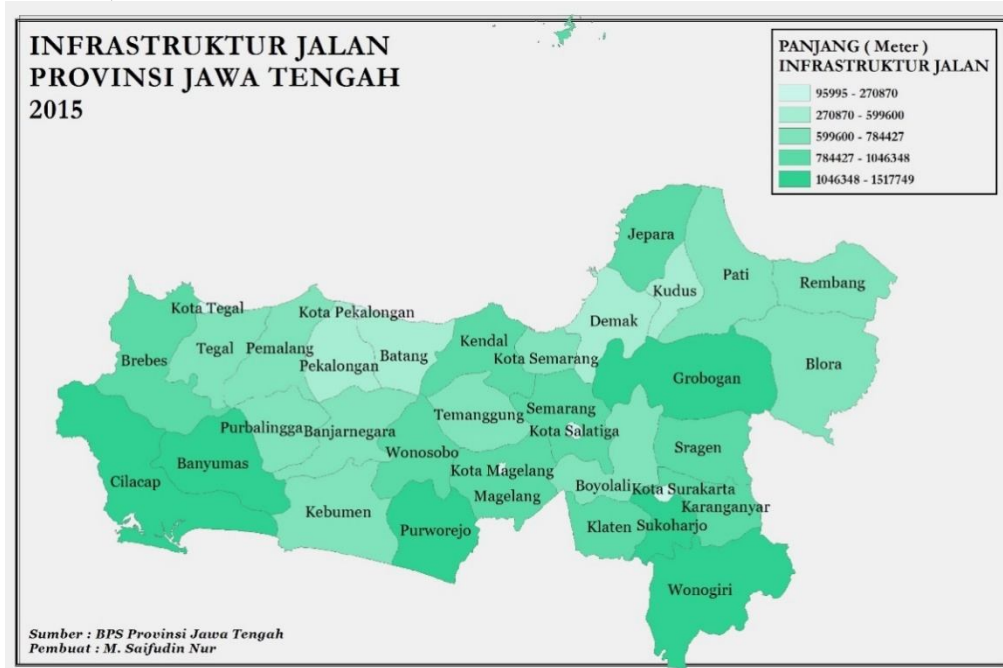 INFRASTRUKTUR JALAN
PROVINSI JAWA TENGAH
2015
PANJANG ( Meter )
INFRASTRUKTUR JALAN
95995 - 270870
270870 - 599600
599600 - 784427
784427 - 1046348
1046348 - 1517749
Jepara
Pati
Rembang
Kudus
Kota Tegal
Kota Pekalongan
Demak
Brebes
Tegal
Pemalang
Pekalongan
Batang
Kendal
Kota Semarang
Grobogan
Blora
Purbalingga
Banjarnegara
Temanggung
Semarang
Kota Salatiga
Wonosobo
Sragen
Banyumas
Cilacap
Kota Magelang
Magelang
Boyolali
Kota Surakarta
Karanganyar
Kebumen
Purworejo
Klaten
Sukoharjo
Wonogiri
Sumber : BPS Provinsi Jawa Tengah
Pembuat : M. Saifudin Nur